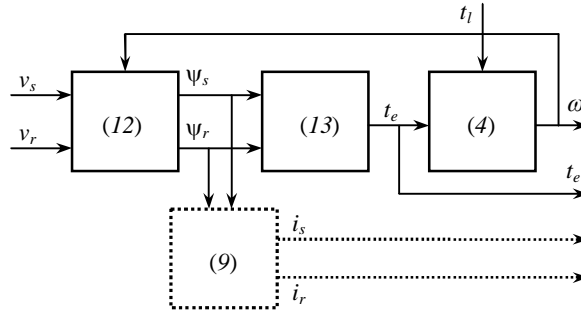 t_l
v_s
ψ_s
(12)
(13)
(4)
t_e
ω
v_r
ψ_r
t_e
i_s
(9)
i_r